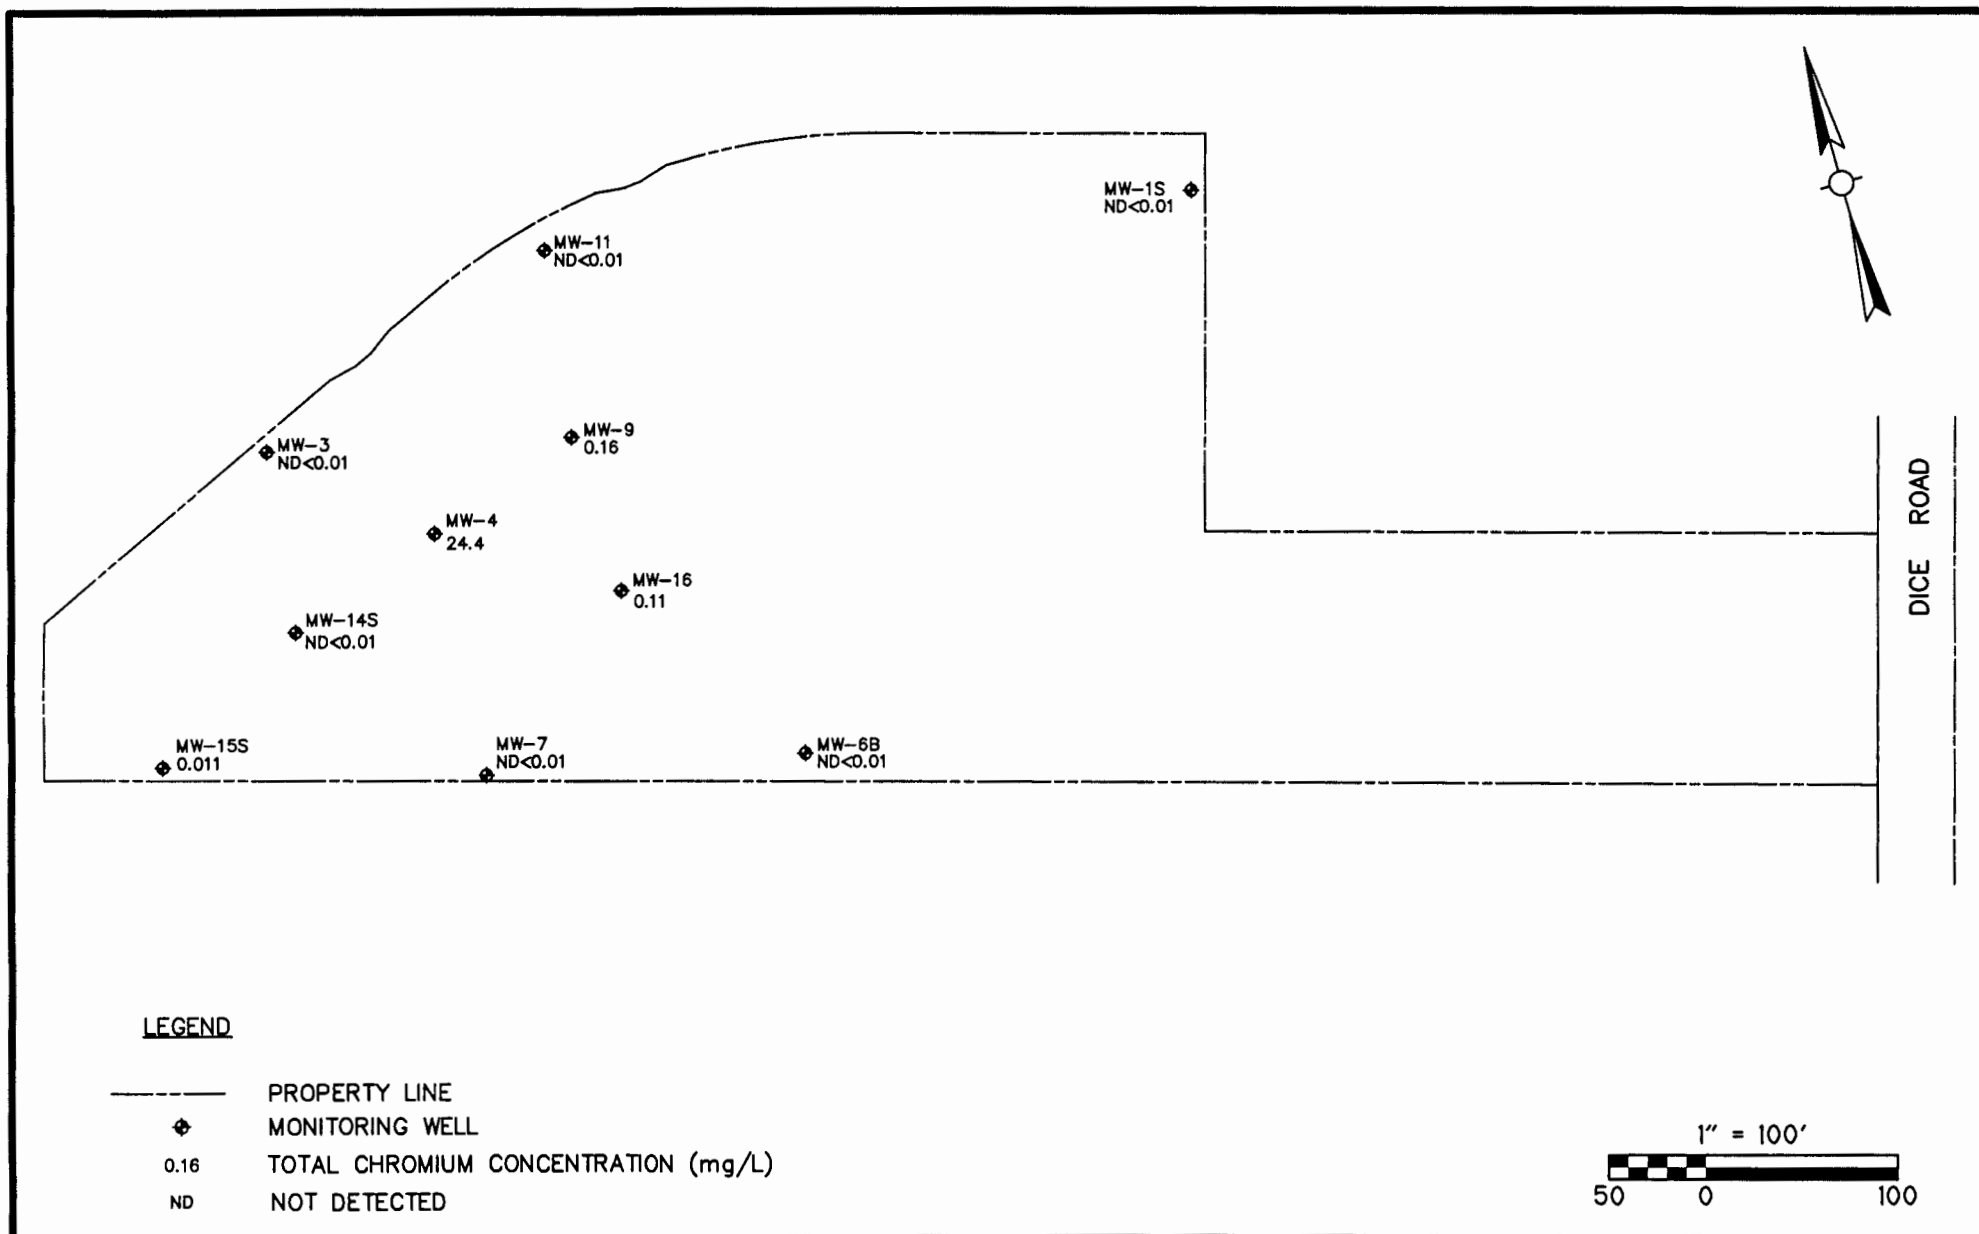 MW-1S
ND<0.01
MW-11
ND<0.01
MW-9
0.16
MW-3
ND<0.01
MW-4
24.4
MW-16
0.11
MW-14S
ND<0.01
MW-15S
0.011
MW-7
ND<0.01
MW-6B
ND<0.01
DICE ROAD
LEGEND
PROPERTY LINE
MONITORING WELL
0.16 TOTAL CHROMIUM CONCENTRATION (mg/L)
ND NOT DETECTED
1" = 100'
50 0 100